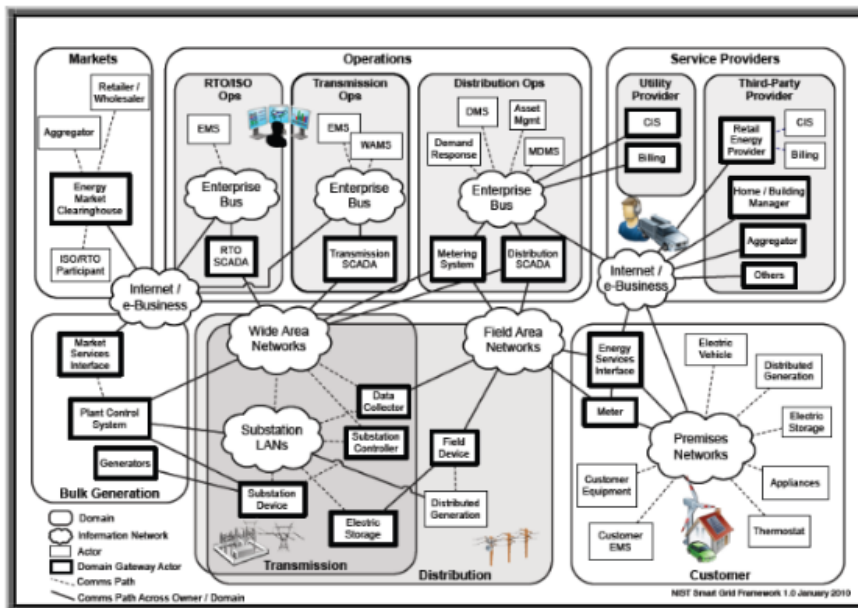 Markets
Operations
Service Providers
Retailer /
Wholesaler
Aggregator
Energy
Market
Clearinghouse
ISO/RTO
Participant
RTO/ISO
Ops
EMS
Enterprise
Bus
RTO
SCADA
Transmission
Ops
EMS
WAMS
Enterprise
Bus
Transmission
SCADA
Distribution Ops
DMS
Asset
Mgmt
Demand
Response
MDMS
Enterprise
Bus
Metering
System
Distribution
SCADA
Utility
Provider
CIS
Billing
Third-Party
Provider
Retail
Energy
Provider
CIS
Billing
Home / Building
Manager
Aggregator
Others
Internet /
e-Business
Internet /
e-Business
Market
Services
Interface
Plant Control
System
Generators
Bulk Generation
Wide Area
Networks
Field Area
Networks
Data
Collector
Substation
LANs
Substation
Controller
Field
Device
Substation
Device
Electric
Storage
Distributed
Generation
Transmission
Distribution
Energy
Services
Interface
Meter
Electric
Vehicle
Distributed
Generation
Electric
Storage
Premises
Networks
Appliances
Customer
Equipment
Customer
EMS
Thermostat
Customer
Domain
Information Network
Actor
Domain Gateway Actor
Comms Path
Comms Path Across Owner / Domain
NIST Smart Grid Framework 1.0 January 2010